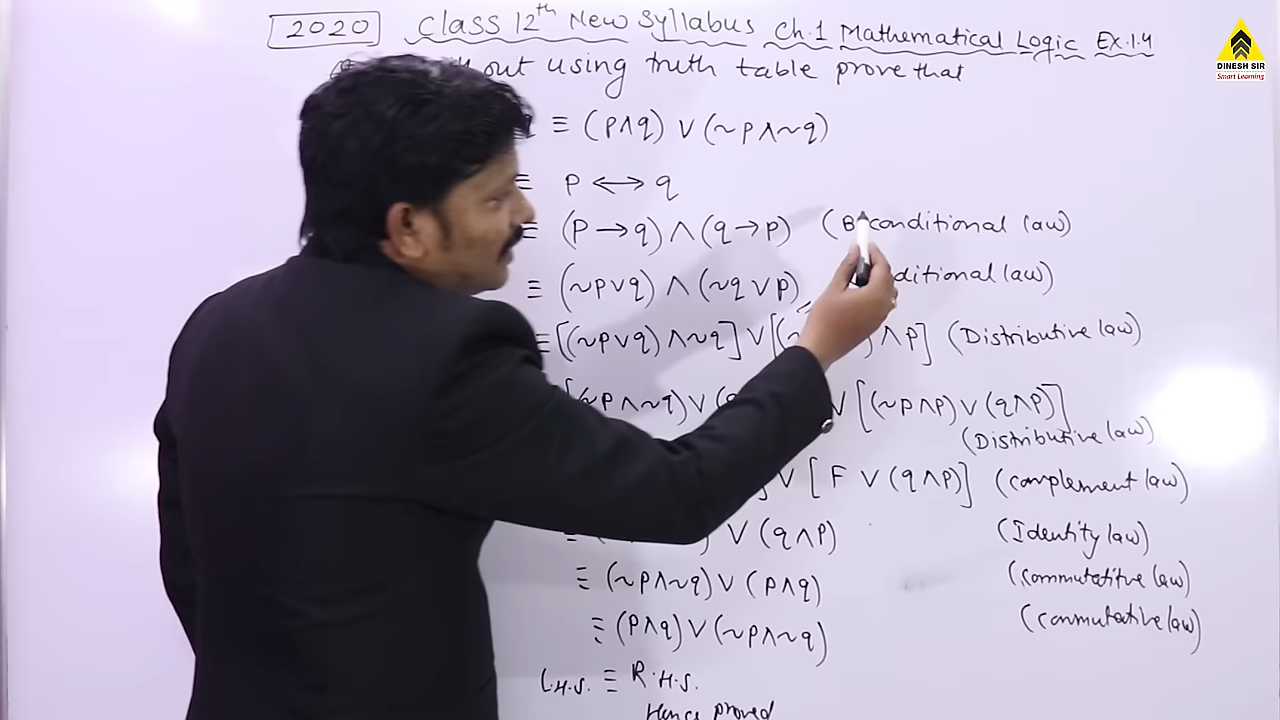 2020 Class 12th New Syllabus Ch.1 Mathematical Logic Ex.1.4
DINESH SIR
Smart Learning
out using truth table prove that
≡ (p∧q) ∨ (~p∧~q)
≡ p ↔ q
≡ (p → q) ∧ (q → p) (Biconditional law)
≡ (~p∨q) ∧ (~q∨p) law)
≡ [(~p∨q) ∧ ~q] ∨ [(~ ) ∧ p] (Distributive law)
[(~p∧~q) ∨ ( ∨ [(~p∧p) ∨ (q∧p)]
(Distributive law)
] ∨ [F ∨ (q∧p)] (complement law)
≡ ( ) ∨ (q∧p) (Identity law)
≡ (~p∧~q) ∨ (p∧q) (commutatitve law)
≡ (p∧q) ∨ (~p∧~q) (commutative law)
L.H.S. ≡ R.H.S.
Hence proved